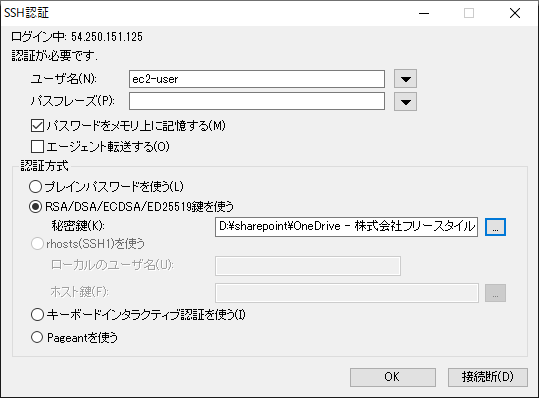 SSH認証
ログイン中: 54.250.151.125
認証が必要です.
ユーザ名(N): ec2-user
パスフレーズ(P):
パスワードをメモリ上に記憶する(M)
エージェント転送する(O)
認証方式
プレインパスワードを使う(L)
RSA/DSA/ECDSA/ED25519鍵を使う
秘密鍵(K): D:¥sharepoint¥OneDrive - 株式会社フリースタイル ...
rhosts(SSH1)を使う
ローカルのユーザ名(U):
ホスト鍵(F): ...
キーボードインタラクティブ認証を使う(I)
Pageantを使う
OK 接続断(D)